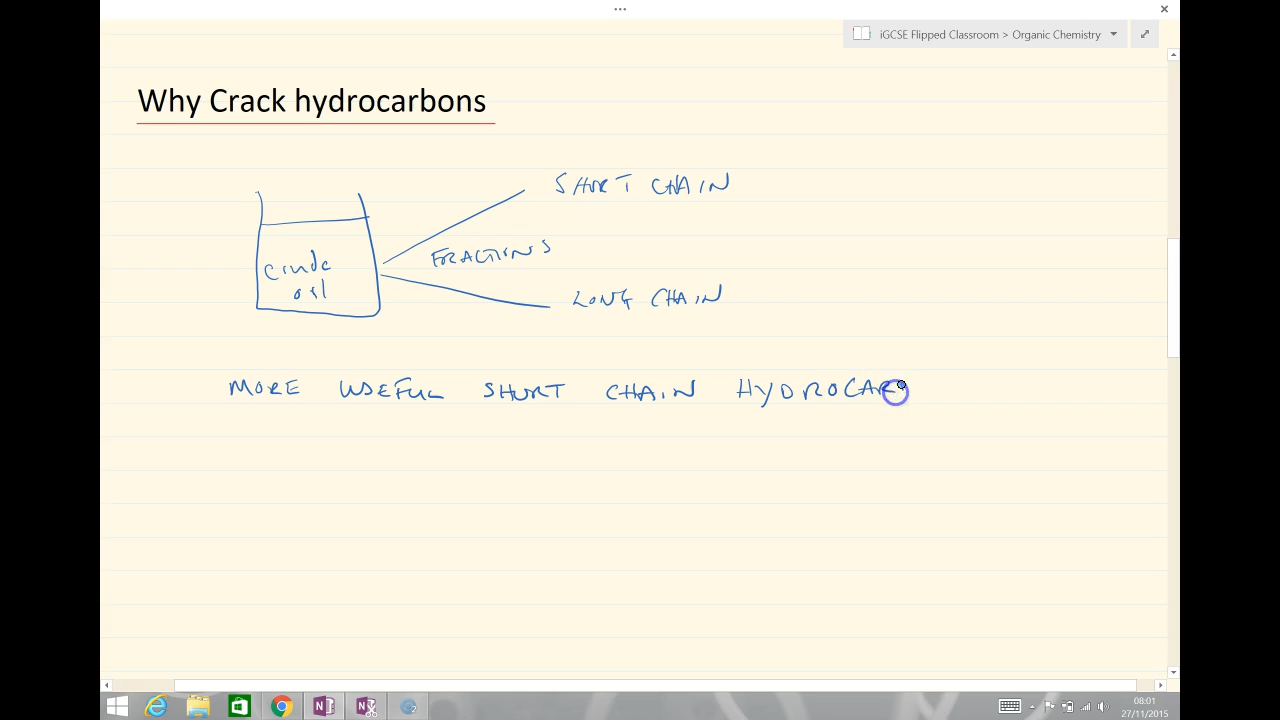 iGCSE Flipped Classroom > Organic Chemistry
Why Crack hydrocarbons
SHORT CHAIN
FRACTIONS
crude
oil
LONG CHAIN
MORE USEFUL SHORT CHAIN HYDROCAR
08:01
27/11/2015